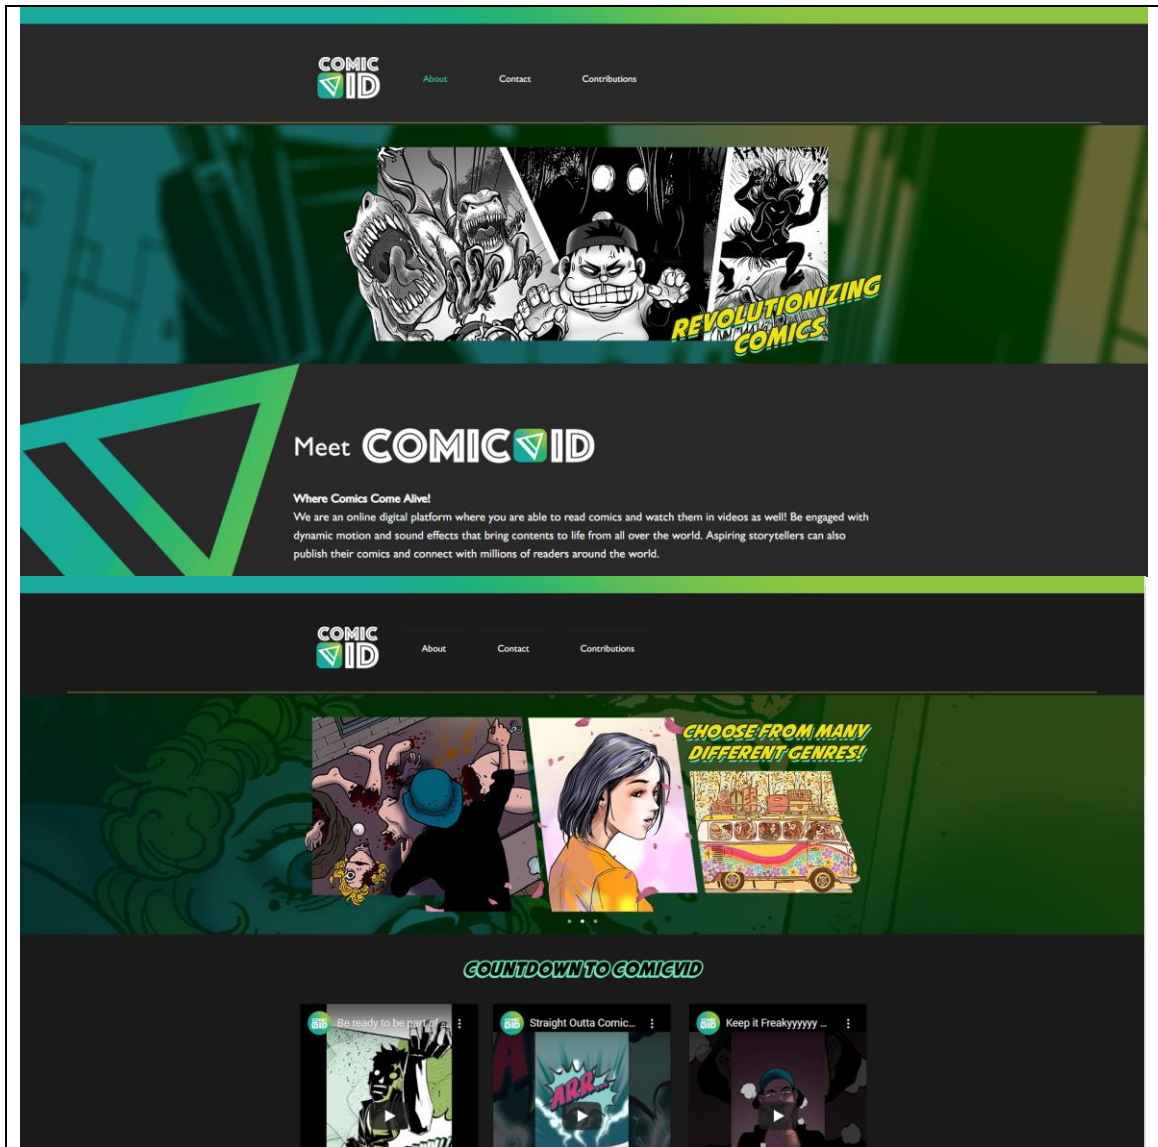 COMIC
VID
About
Contact
Contributions
REVOLUTIONIZING
COMICS
Meet COMICVID
Where Comics Come Alive!
We are an online digital platform where you are able to read comics and watch them in videos as well! Be engaged with
dynamic motion and sound effects that bring contents to life from all over the world. Aspiring storytellers can also
publish their comics and connect with millions of readers around the world.
COMIC
VID
About
Contact
Contributions
CHOOSE FROM MANY
DIFFERENT GENRES!
COUNTDOWN TO COMICVID
Be ready to be part of ...
Straight Outta Comic...
Keep it Freakyyyyyy ...
ARR...